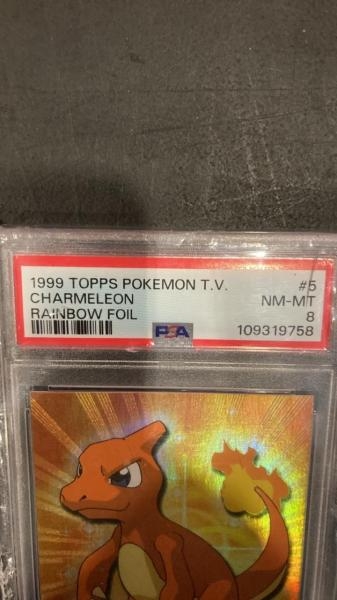 1999 TOPPS POKEMON T.V. #5
CHARMELEON NM-MT
RAINBOW FOIL 8
PSA 109319758